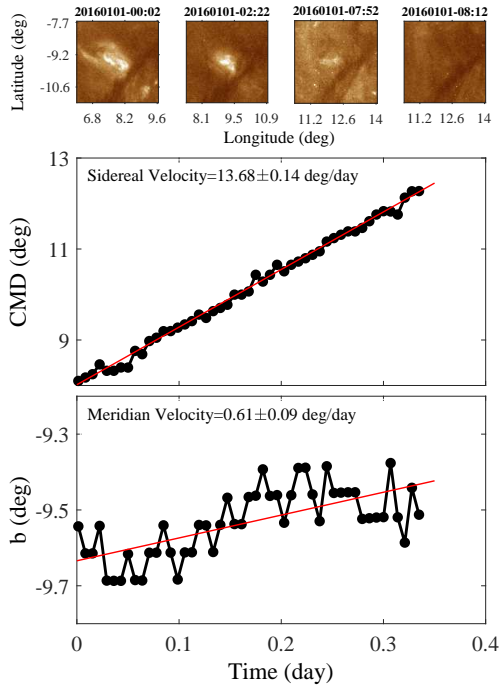 20160101-00:02 20160101-02:22 20160101-07:52 20160101-08:12
Latitude (deg)
-7.7
-9.2
-10.6
6.8 8.2 9.6 8.1 9.5 10.9 11.2 12.6 14 11.2 12.6 14
Longitude (deg)
Sidereal Velocity=13.68±0.14 deg/day
CMD (deg)
13
11
9
Meridian Velocity=0.61±0.09 deg/day
b (deg)
-9.3
-9.5
-9.7
0 0.1 0.2 0.3 0.4
Time (day)